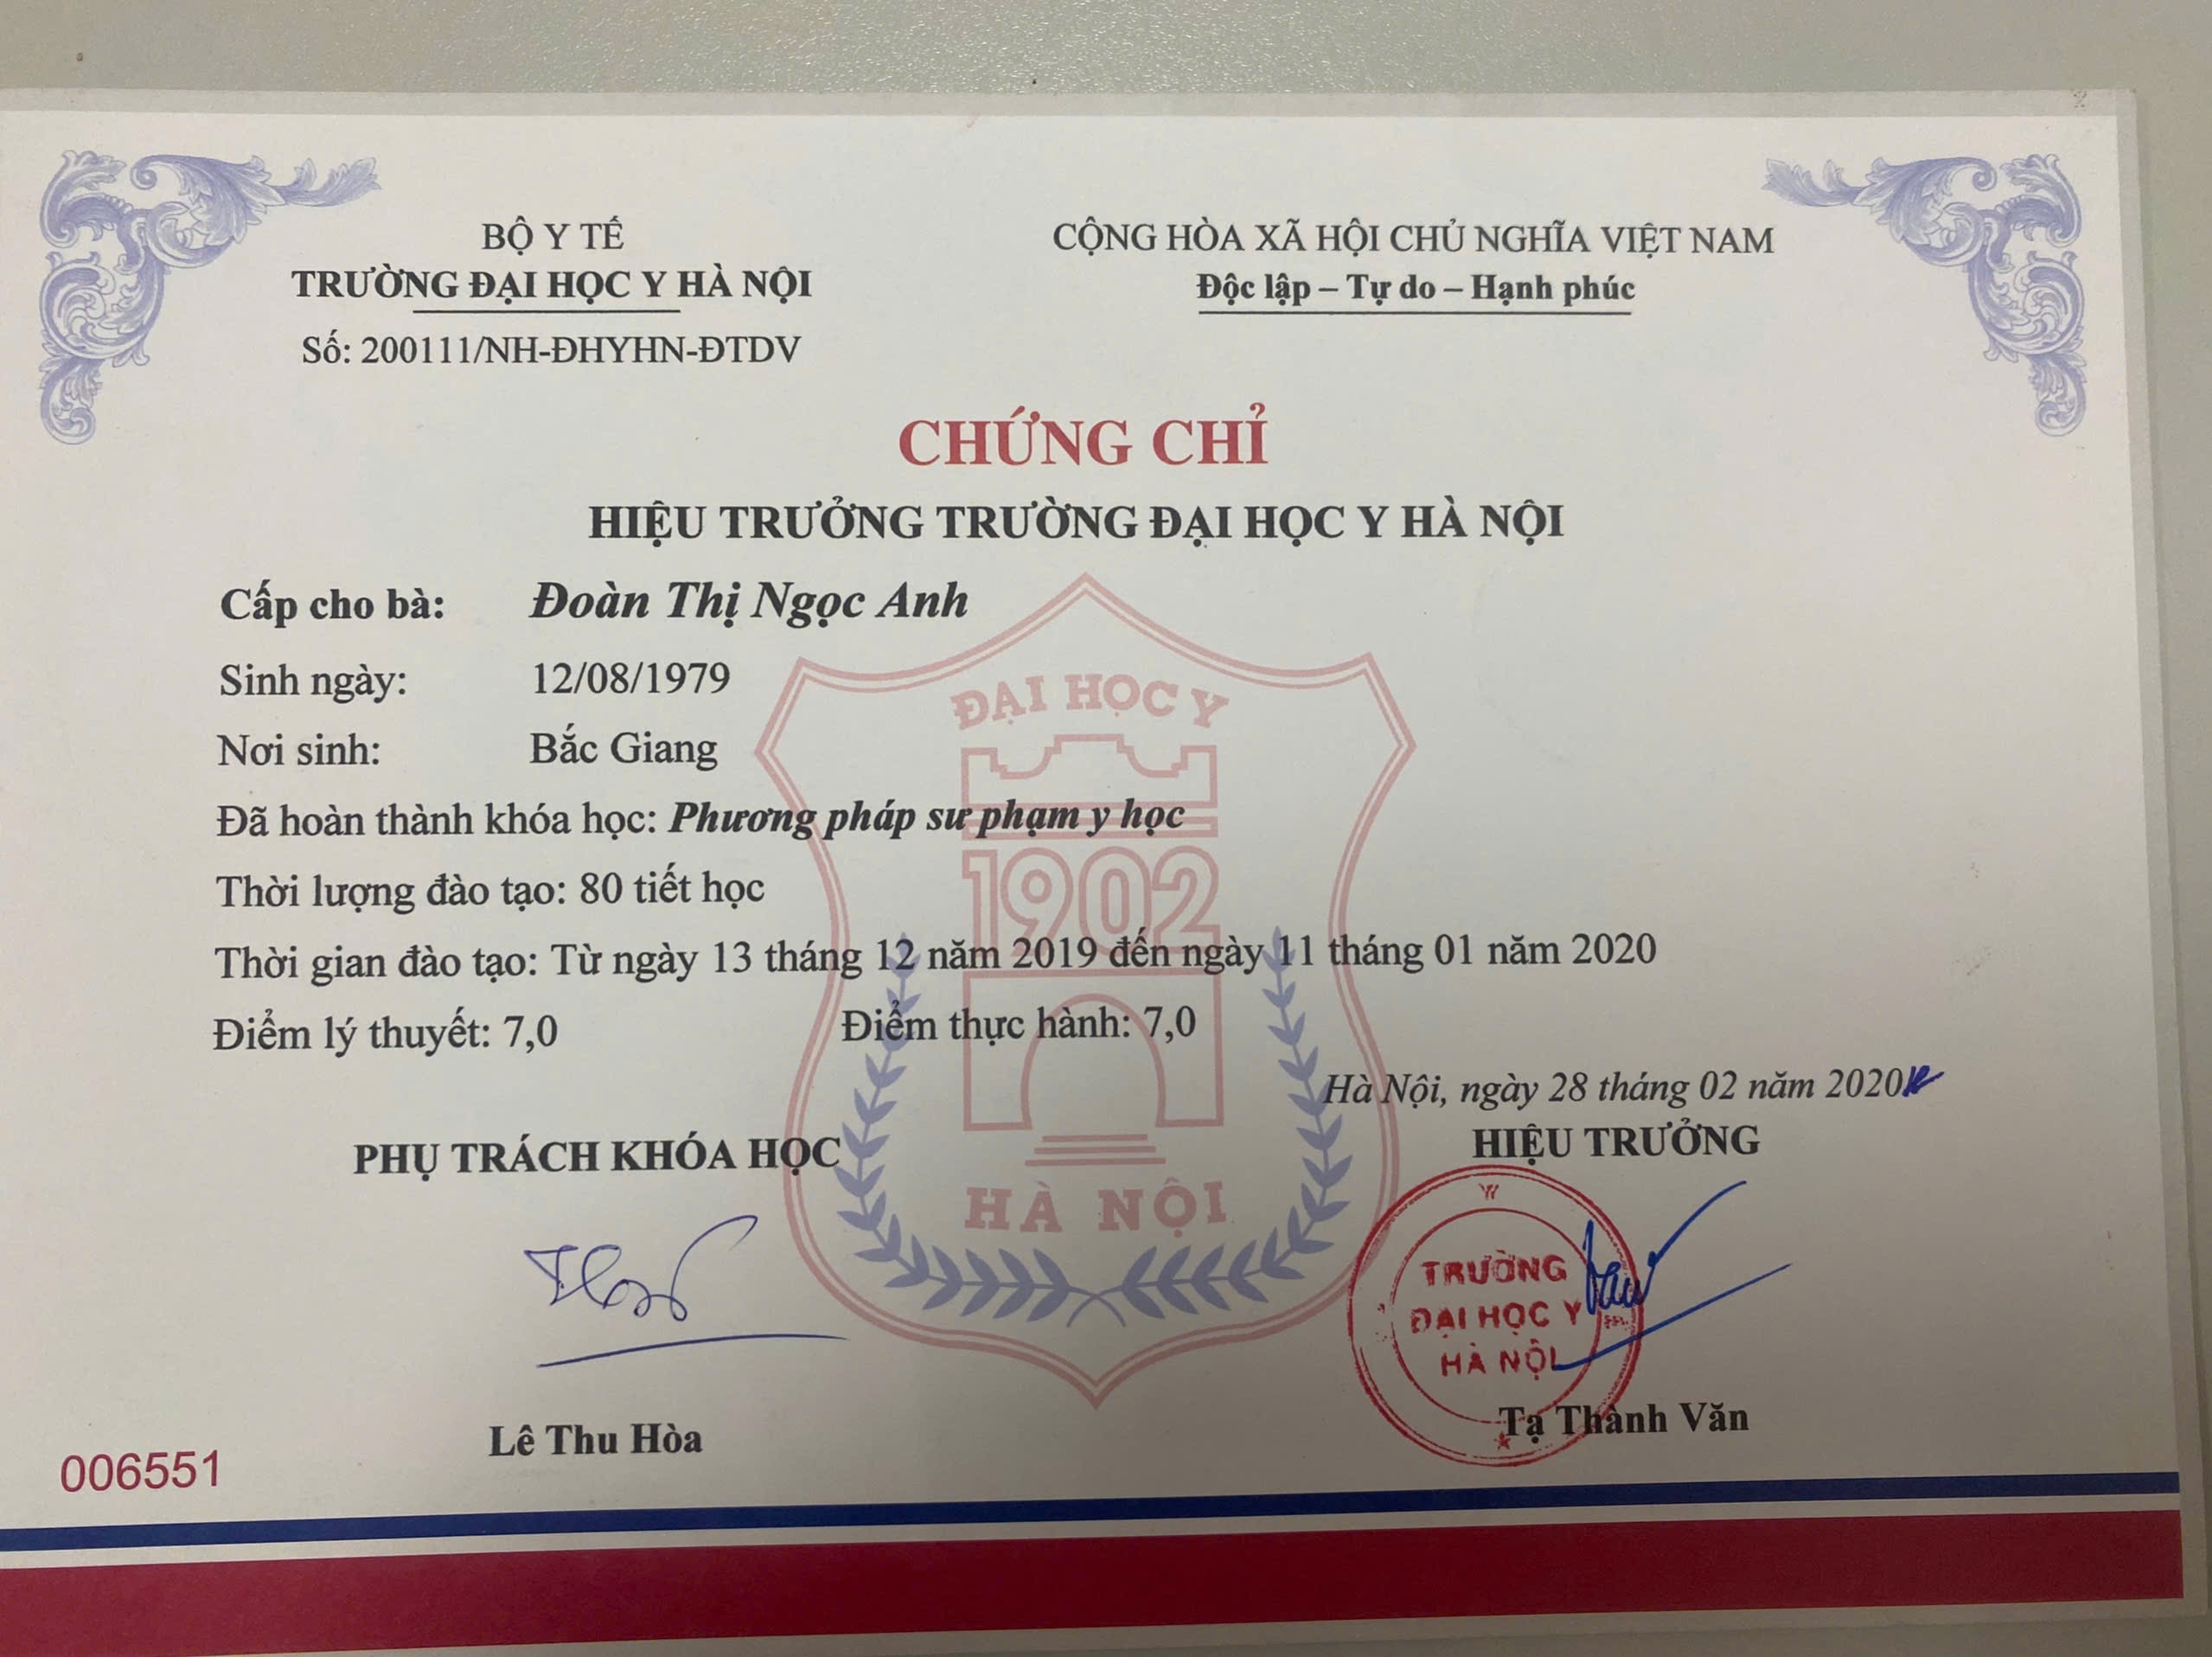 BỘ Y TẾ
TRƯỜNG ĐẠI HỌC Y HÀ NỘI
Số: 200111/NH-ĐHYHN-ĐTDV
CỘNG HÒA XÃ HỘI CHỦ NGHĨA VIỆT NAM
Độc lập – Tự do – Hạnh phúc
CHỨNG CHỈ
HIỆU TRƯỞNG TRƯỜNG ĐẠI HỌC Y HÀ NỘI
Cấp cho bà: Đoàn Thị Ngọc Anh
Sinh ngày: 12/08/1979
Nơi sinh: Bắc Giang
Đã hoàn thành khóa học: Phương pháp sư phạm y học
Thời lượng đào tạo: 80 tiết học
Thời gian đào tạo: Từ ngày 13 tháng 12 năm 2019 đến ngày 11 tháng 01 năm 2020
Điểm lý thuyết: 7,0 Điểm thực hành: 7,0
ĐẠI HỌC Y
1902
HÀ NỘI
Hà Nội, ngày 28 tháng 02 năm 2020
PHỤ TRÁCH KHÓA HỌC
HIỆU TRƯỞNG
TRƯỜNG
ĐẠI HỌC Y
HÀ NỘI
Lê Thu Hòa
Tạ Thành Văn
006551